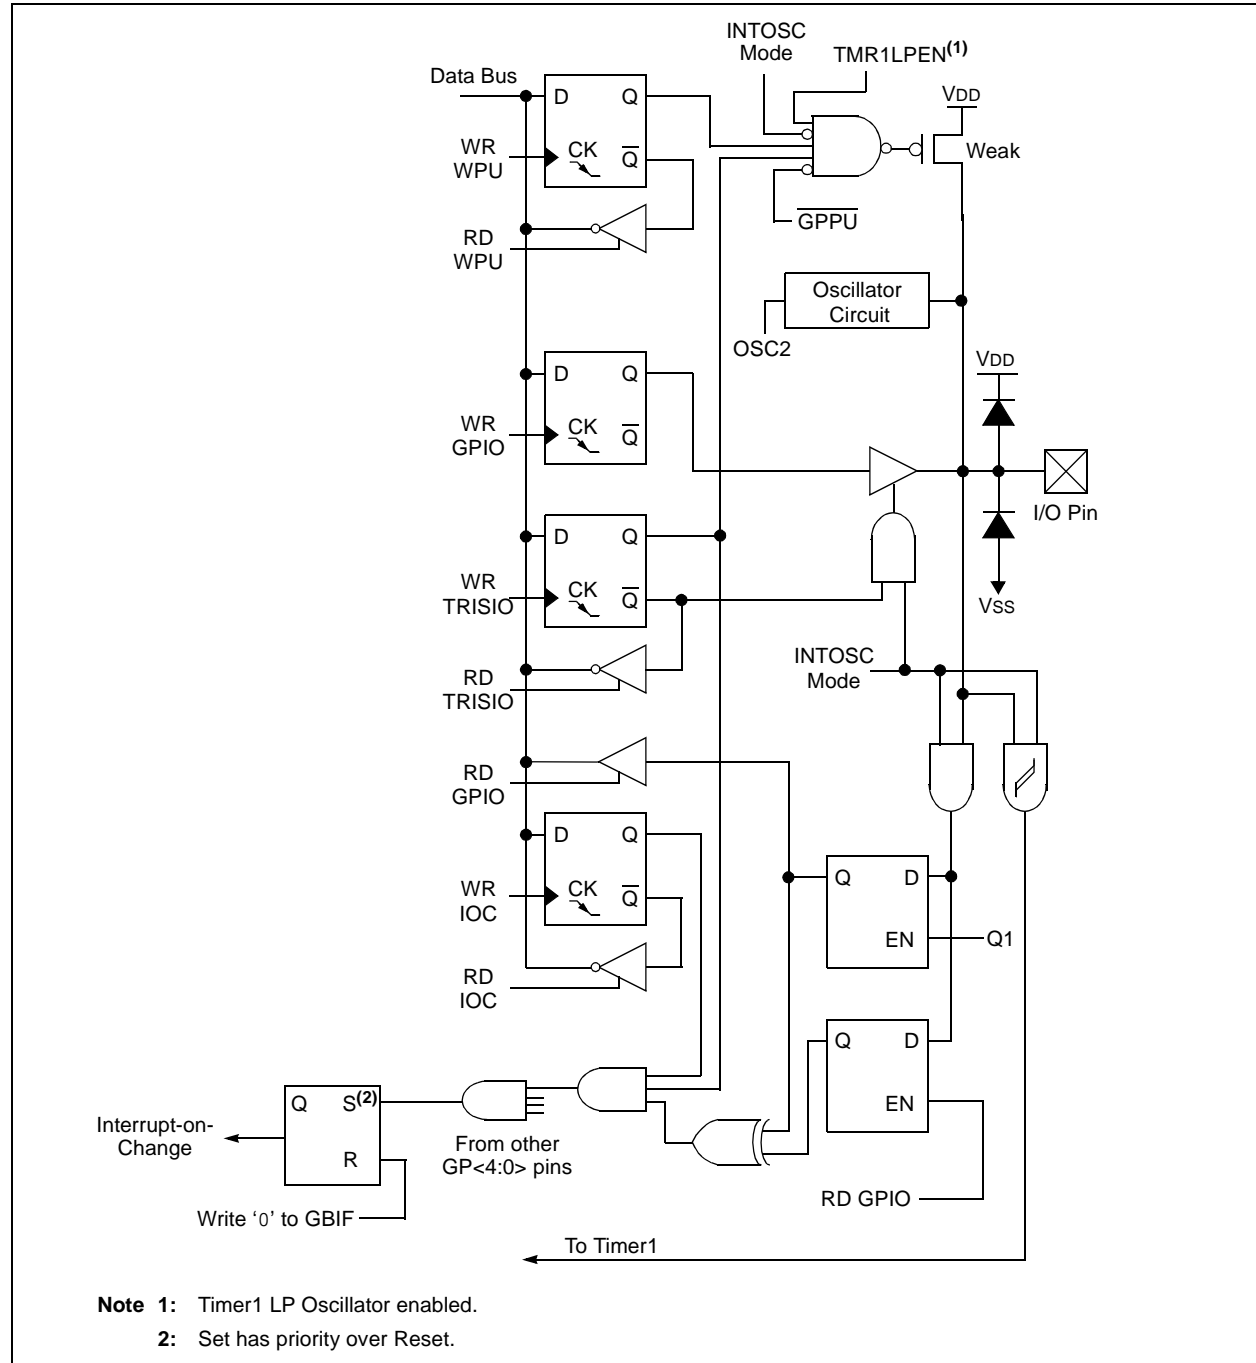 INTOSC
Mode
TMR1LPEN(1)
Data Bus
D Q
VDD
WR
WPU
CK Q̅
Weak
G̅P̅P̅U̅
RD
WPU
Oscillator
Circuit
OSC2
VDD
D Q
WR
GPIO
CK Q̅
I/O Pin
D Q
WR
TRISIO
CK Q̅
VSS
INTOSC
Mode
RD
TRISIO
RD
GPIO
D Q
WR
IOC
CK Q̅
Q D
EN
Q1
RD
IOC
Q D
EN
Q S(2)
R
Interrupt-on-
Change
From other
GP<4:0> pins
RD GPIO
Write ‘0’ to GBIF
To Timer1
Note 1: Timer1 LP Oscillator enabled.
2: Set has priority over Reset.